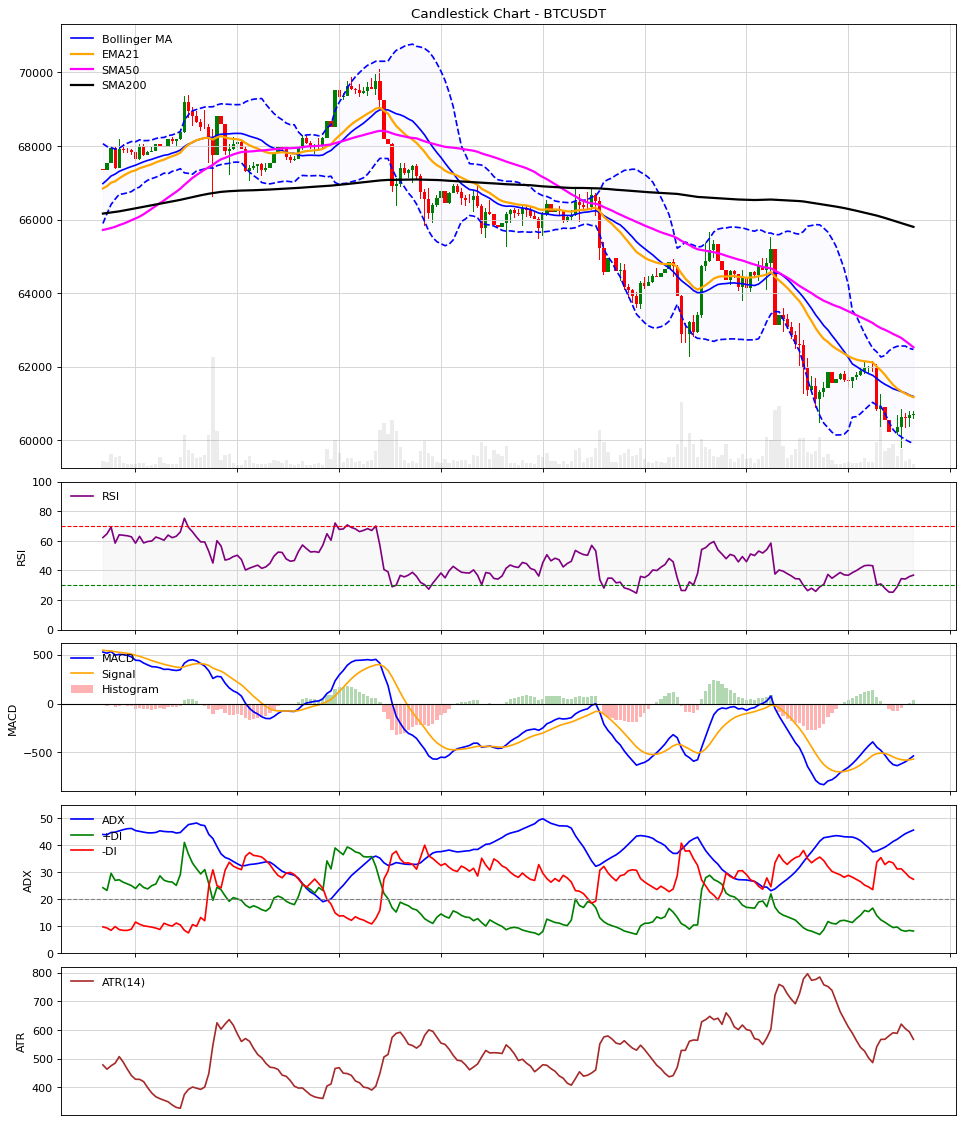 Candlestick Chart - BTCUSDT
Bollinger MA
EMA21
SMA50
SMA200
70000
68000
66000
64000
62000
60000
RSI
100
80
60
40
20
0
RSI
MACD
Signal
Histogram
500
0
−500
MACD
ADX
+DI
-DI
50
40
30
20
10
0
ADX
ATR(14)
800
700
600
500
400
ATR